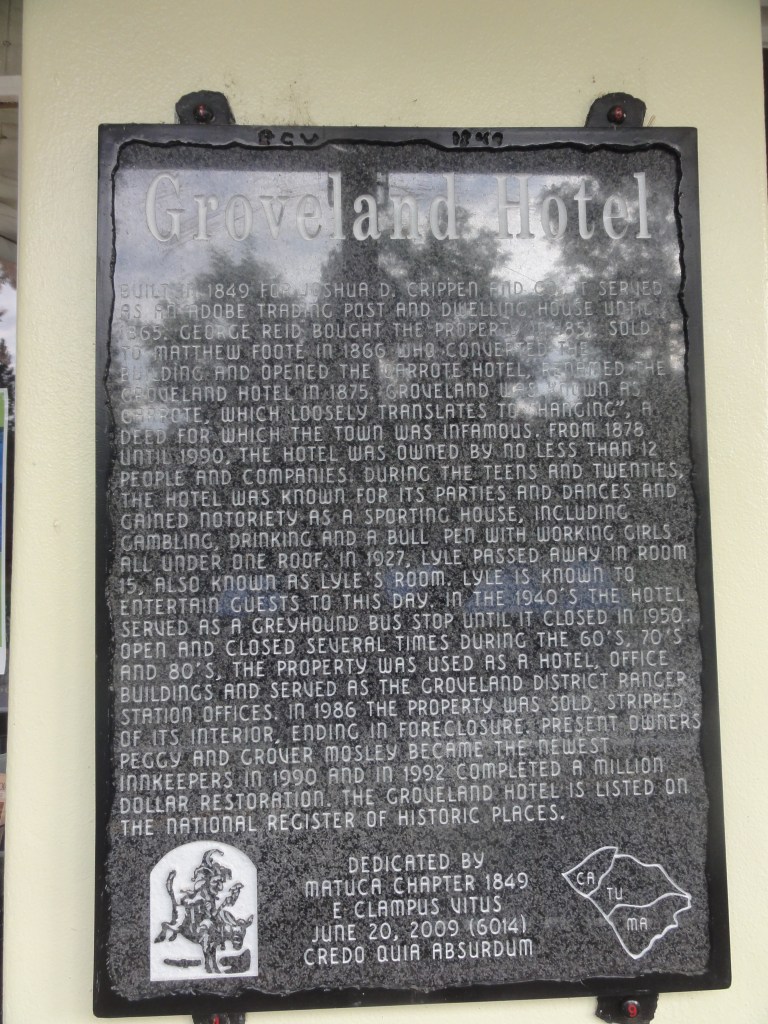 ECV 1849
Groveland Hotel
BUILT IN 1849 FOR JOSHUA D. CRIPPEN AND SERVED
AS AN ADOBE TRADING POST AND DWELLING HOUSE UNTIL
1865. GEORGE REID BOUGHT THE PROPERTY IN 1851, SOLD
TO MATTHEW FOOTE IN 1866 WHO CONVERTED THE
BUILDING AND OPENED THE GARROTE HOTEL, RENAMED THE
GROVELAND HOTEL IN 1875. GROVELAND WAS KNOWN AS
GARROTE, WHICH LOOSELY TRANSLATES TO "HANGING", A
DEED FOR WHICH THE TOWN WAS INFAMOUS. FROM 1878
UNTIL 1990, THE HOTEL WAS OWNED BY NO LESS THAN 12
PEOPLE AND COMPANIES. DURING THE TEENS AND TWENTIES,
THE HOTEL WAS KNOWN FOR ITS PARTIES AND DANCES AND
GAINED NOTORIETY AS A SPORTING HOUSE, INCLUDING
GAMBLING, DRINKING AND A BULL PEN WITH WORKING GIRLS
ALL UNDER ONE ROOF. IN 1927, LYLE PASSED AWAY IN ROOM
15, ALSO KNOWN AS LYLE'S ROOM. LYLE IS KNOWN TO
ENTERTAIN GUESTS TO THIS DAY. IN THE 1940'S THE HOTEL
SERVED AS A GREYHOUND BUS STOP UNTIL IT CLOSED IN 1950.
OPEN AND CLOSED SEVERAL TIMES DURING THE 60'S, 70'S
AND 80'S, THE PROPERTY WAS USED AS A HOTEL, OFFICE
BUILDINGS AND SERVED AS THE GROVELAND DISTRICT RANGER
STATION OFFICES. IN 1986 THE PROPERTY WAS SOLD, STRIPPED
OF ITS INTERIOR, ENDING IN FORECLOSURE. PRESENT OWNERS
PEGGY AND GROVER MOSLEY BECAME THE NEWEST
INNKEEPERS IN 1990 AND IN 1992 COMPLETED A MILLION
DOLLAR RESTORATION. THE GROVELAND HOTEL IS LISTED ON
THE NATIONAL REGISTER OF HISTORIC PLACES.
DEDICATED BY
MATUCA CHAPTER 1849
E CLAMPUS VITUS
JUNE 20, 2009 (6014)
CREDO QUIA ABSURDUM
CA
TU
MA